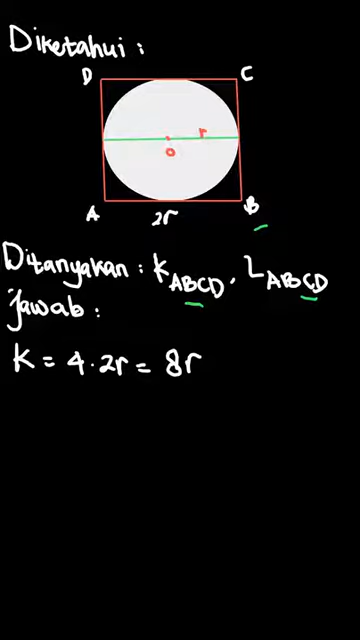 Diketahui :
D C
r
O
A 2r B
Ditanyakan : K ABCD, L ABCD
Jawab :
K = 4 . 2r = 8r